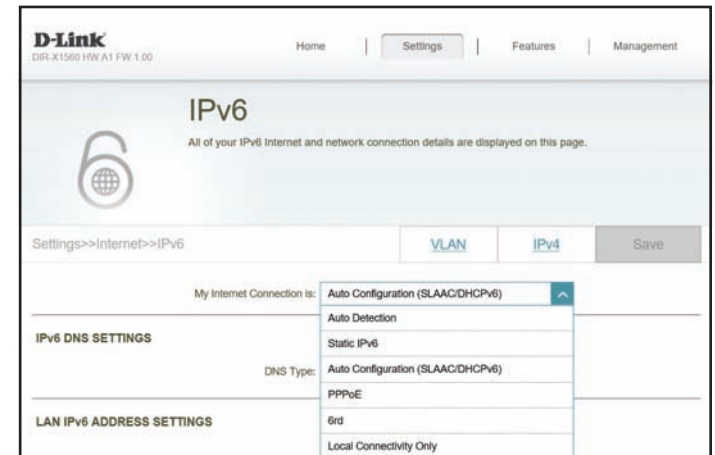 D-Link
DIR-X1560 HW:A1 FW:1.00
Home | Settings | Features | Management
IPv6
All of your IPv6 Internet and network connection details are displayed on this page.
Settings>>Internet>>IPv6 VLAN IPv4 Save
My Internet Connection is: Auto Configuration (SLAAC/DHCPv6)
Auto Detection
IPv6 DNS SETTINGS
Static IPv6
DNS Type: Auto Configuration (SLAAC/DHCPv6)
PPPoE
LAN IPv6 ADDRESS SETTINGS
6rd
Local Connectivity Only